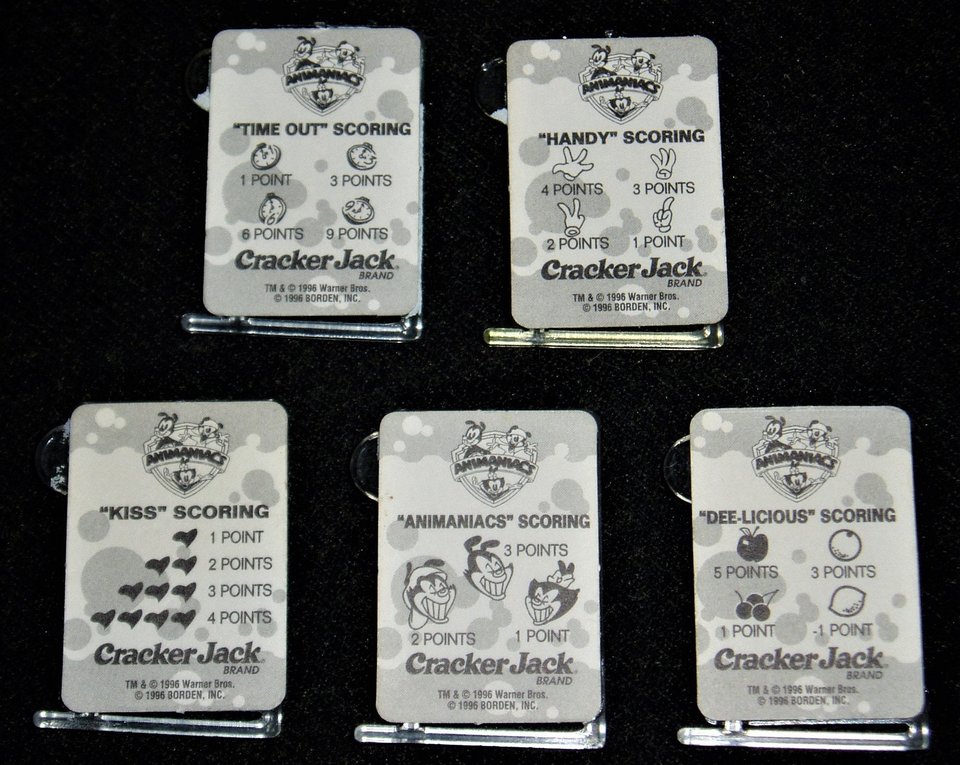 ANIMANIACS
"TIME OUT" SCORING
1 POINT 3 POINTS
6 POINTS 9 POINTS
Cracker Jack®
BRAND
TM & © 1996 Warner Bros.
© 1996 BORDEN, INC.
ANIMANIACS
"HANDY" SCORING
4 POINTS 3 POINTS
2 POINTS 1 POINT
Cracker Jack®
BRAND
TM & © 1996 Warner Bros.
© 1996 BORDEN, INC.
ANIMANIACS
"KISS" SCORING
1 POINT
2 POINTS
3 POINTS
4 POINTS
Cracker Jack®
BRAND
TM & © 1996 Warner Bros.
© 1996 BORDEN, INC.
ANIMANIACS
"ANIMANIACS" SCORING
3 POINTS
2 POINTS 1 POINT
Cracker Jack®
BRAND
TM & © 1996 Warner Bros.
© 1996 BORDEN, INC.
ANIMANIACS
"DEE-LICIOUS" SCORING
5 POINTS 3 POINTS
1 POINT -1 POINT
Cracker Jack®
BRAND
TM & © 1996 Warner Bros.
© 1996 BORDEN, INC.